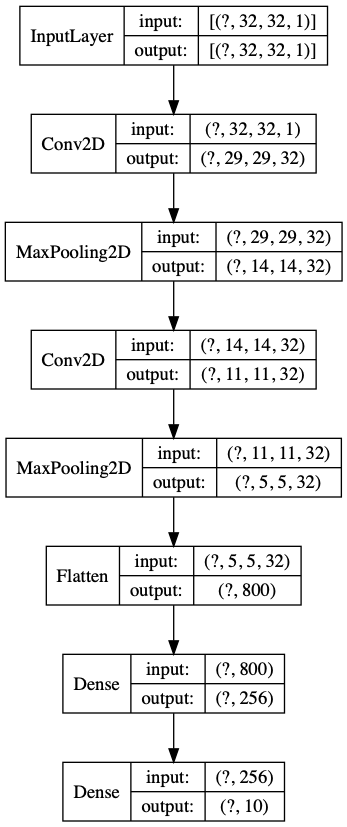 InputLayer
input: [(?, 32, 32, 1)]
output: [(?, 32, 32, 1)]
Conv2D
input: (?, 32, 32, 1)
output: (?, 29, 29, 32)
MaxPooling2D
input: (?, 29, 29, 32)
output: (?, 14, 14, 32)
Conv2D
input: (?, 14, 14, 32)
output: (?, 11, 11, 32)
MaxPooling2D
input: (?, 11, 11, 32)
output: (?, 5, 5, 32)
Flatten
input: (?, 5, 5, 32)
output: (?, 800)
Dense
input: (?, 800)
output: (?, 256)
Dense
input: (?, 256)
output: (?, 10)